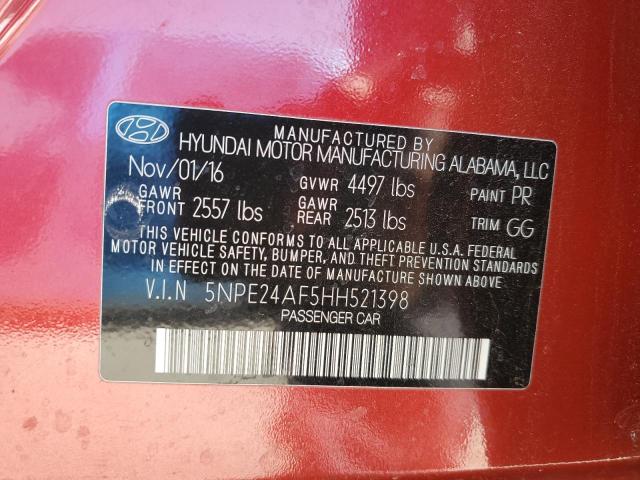 MANUFACTURED BY
HYUNDAI MOTOR MANUFACTURING ALABAMA, LLC
Nov/01/16 GVWR 4497 lbs PAINT PR
GAWR FRONT 2557 lbs GAWR REAR 2513 lbs TRIM GG
THIS VEHICLE CONFORMS TO ALL APPLICABLE U.S.A. FEDERAL
MOTOR VEHICLE SAFETY, BUMPER, AND THEFT PREVENTION STANDARDS
IN EFFECT ON THE DATE OF MANUFACTURE SHOWN ABOVE
V.I.N 5NPE24AF5HH521398
PASSENGER CAR